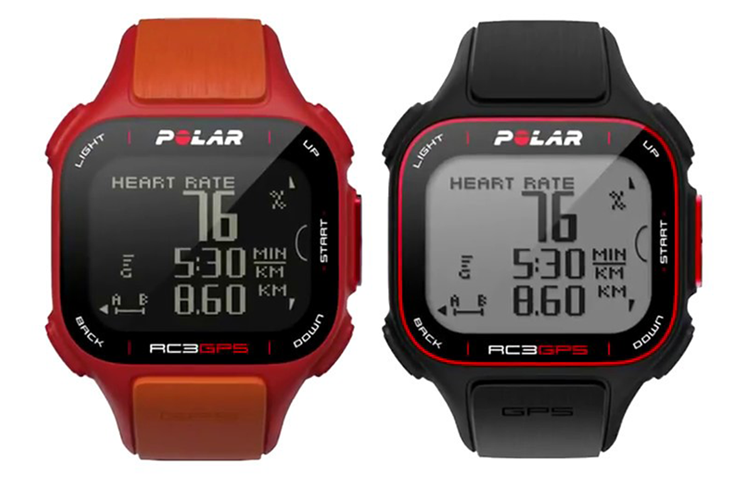 LIGHT
POLAR
UP
HEART RATE
76 %
START
5:30 MIN
KM
A B 8.60 KM
BACK
RC3GPS
DOWN
GPS
LIGHT
POLAR
UP
HEART RATE
76 %
START
5:30 MIN
KM
A B 8.60 KM
BACK
RC3GPS
DOWN
GPS